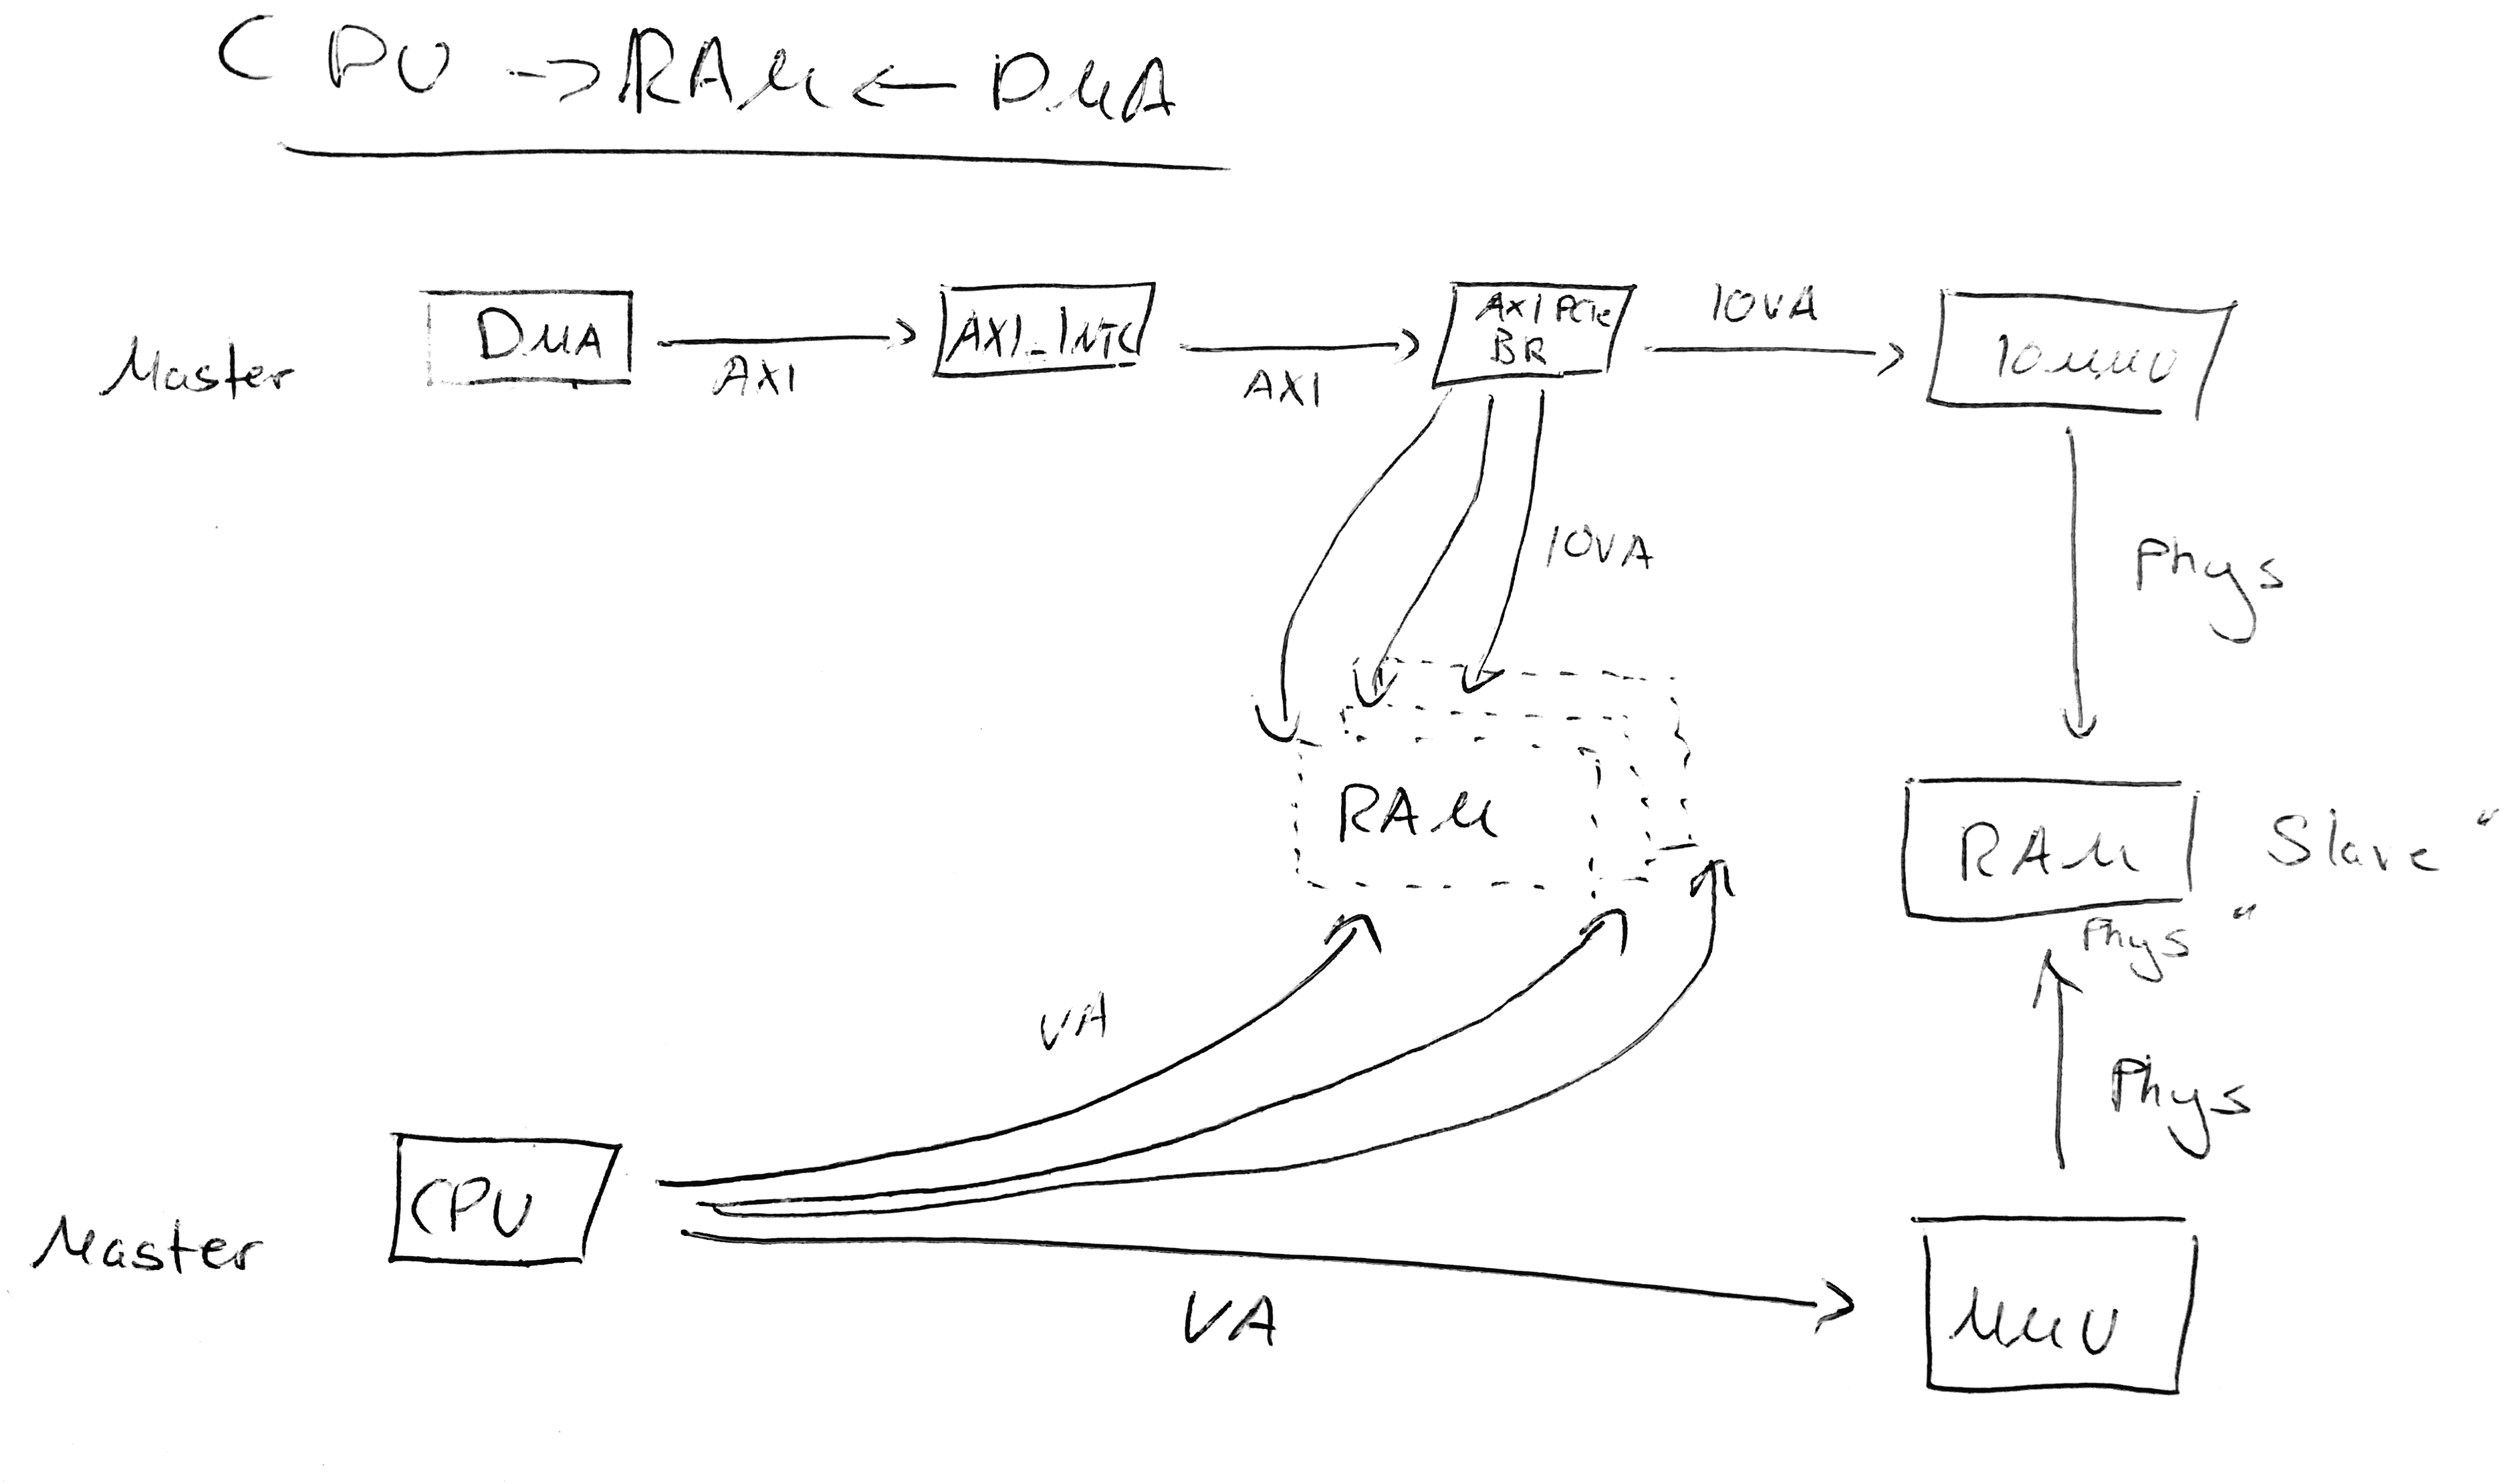 CPU -> RAM <- DMA
Master
DMA
AXI
AXI_Intc
AXI
AXI PCIe
BR
IOVA
IOMMU
IOVA
Phys
RAM
RAM
Slave "
Phys "
VA
Phys
CPU
Master
VA
MMU